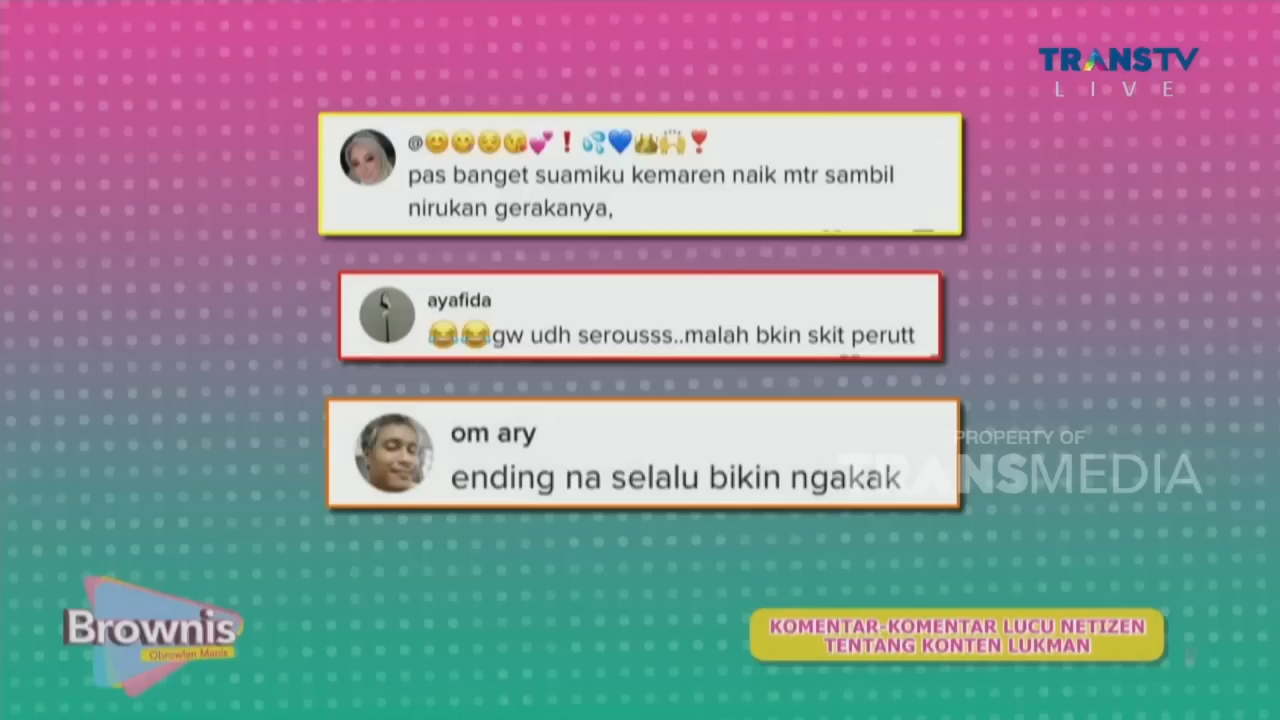 TRANSTV
LIVE
@😊😋☺️😘💕❗💦💙👑🙌❣️
pas banget suamiku kemaren naik mtr sambil
nirukan gerakanya,
ayafida
😂😂gw udh serousss..malah bkin skit perutt
om ary
ending na selalu bikin ngakak
PROPERTY OF
TRANSMEDIA
Brownis
Obrowlan Manis
KOMENTAR-KOMENTAR LUCU NETIZEN
TENTANG KONTEN LUKMAN